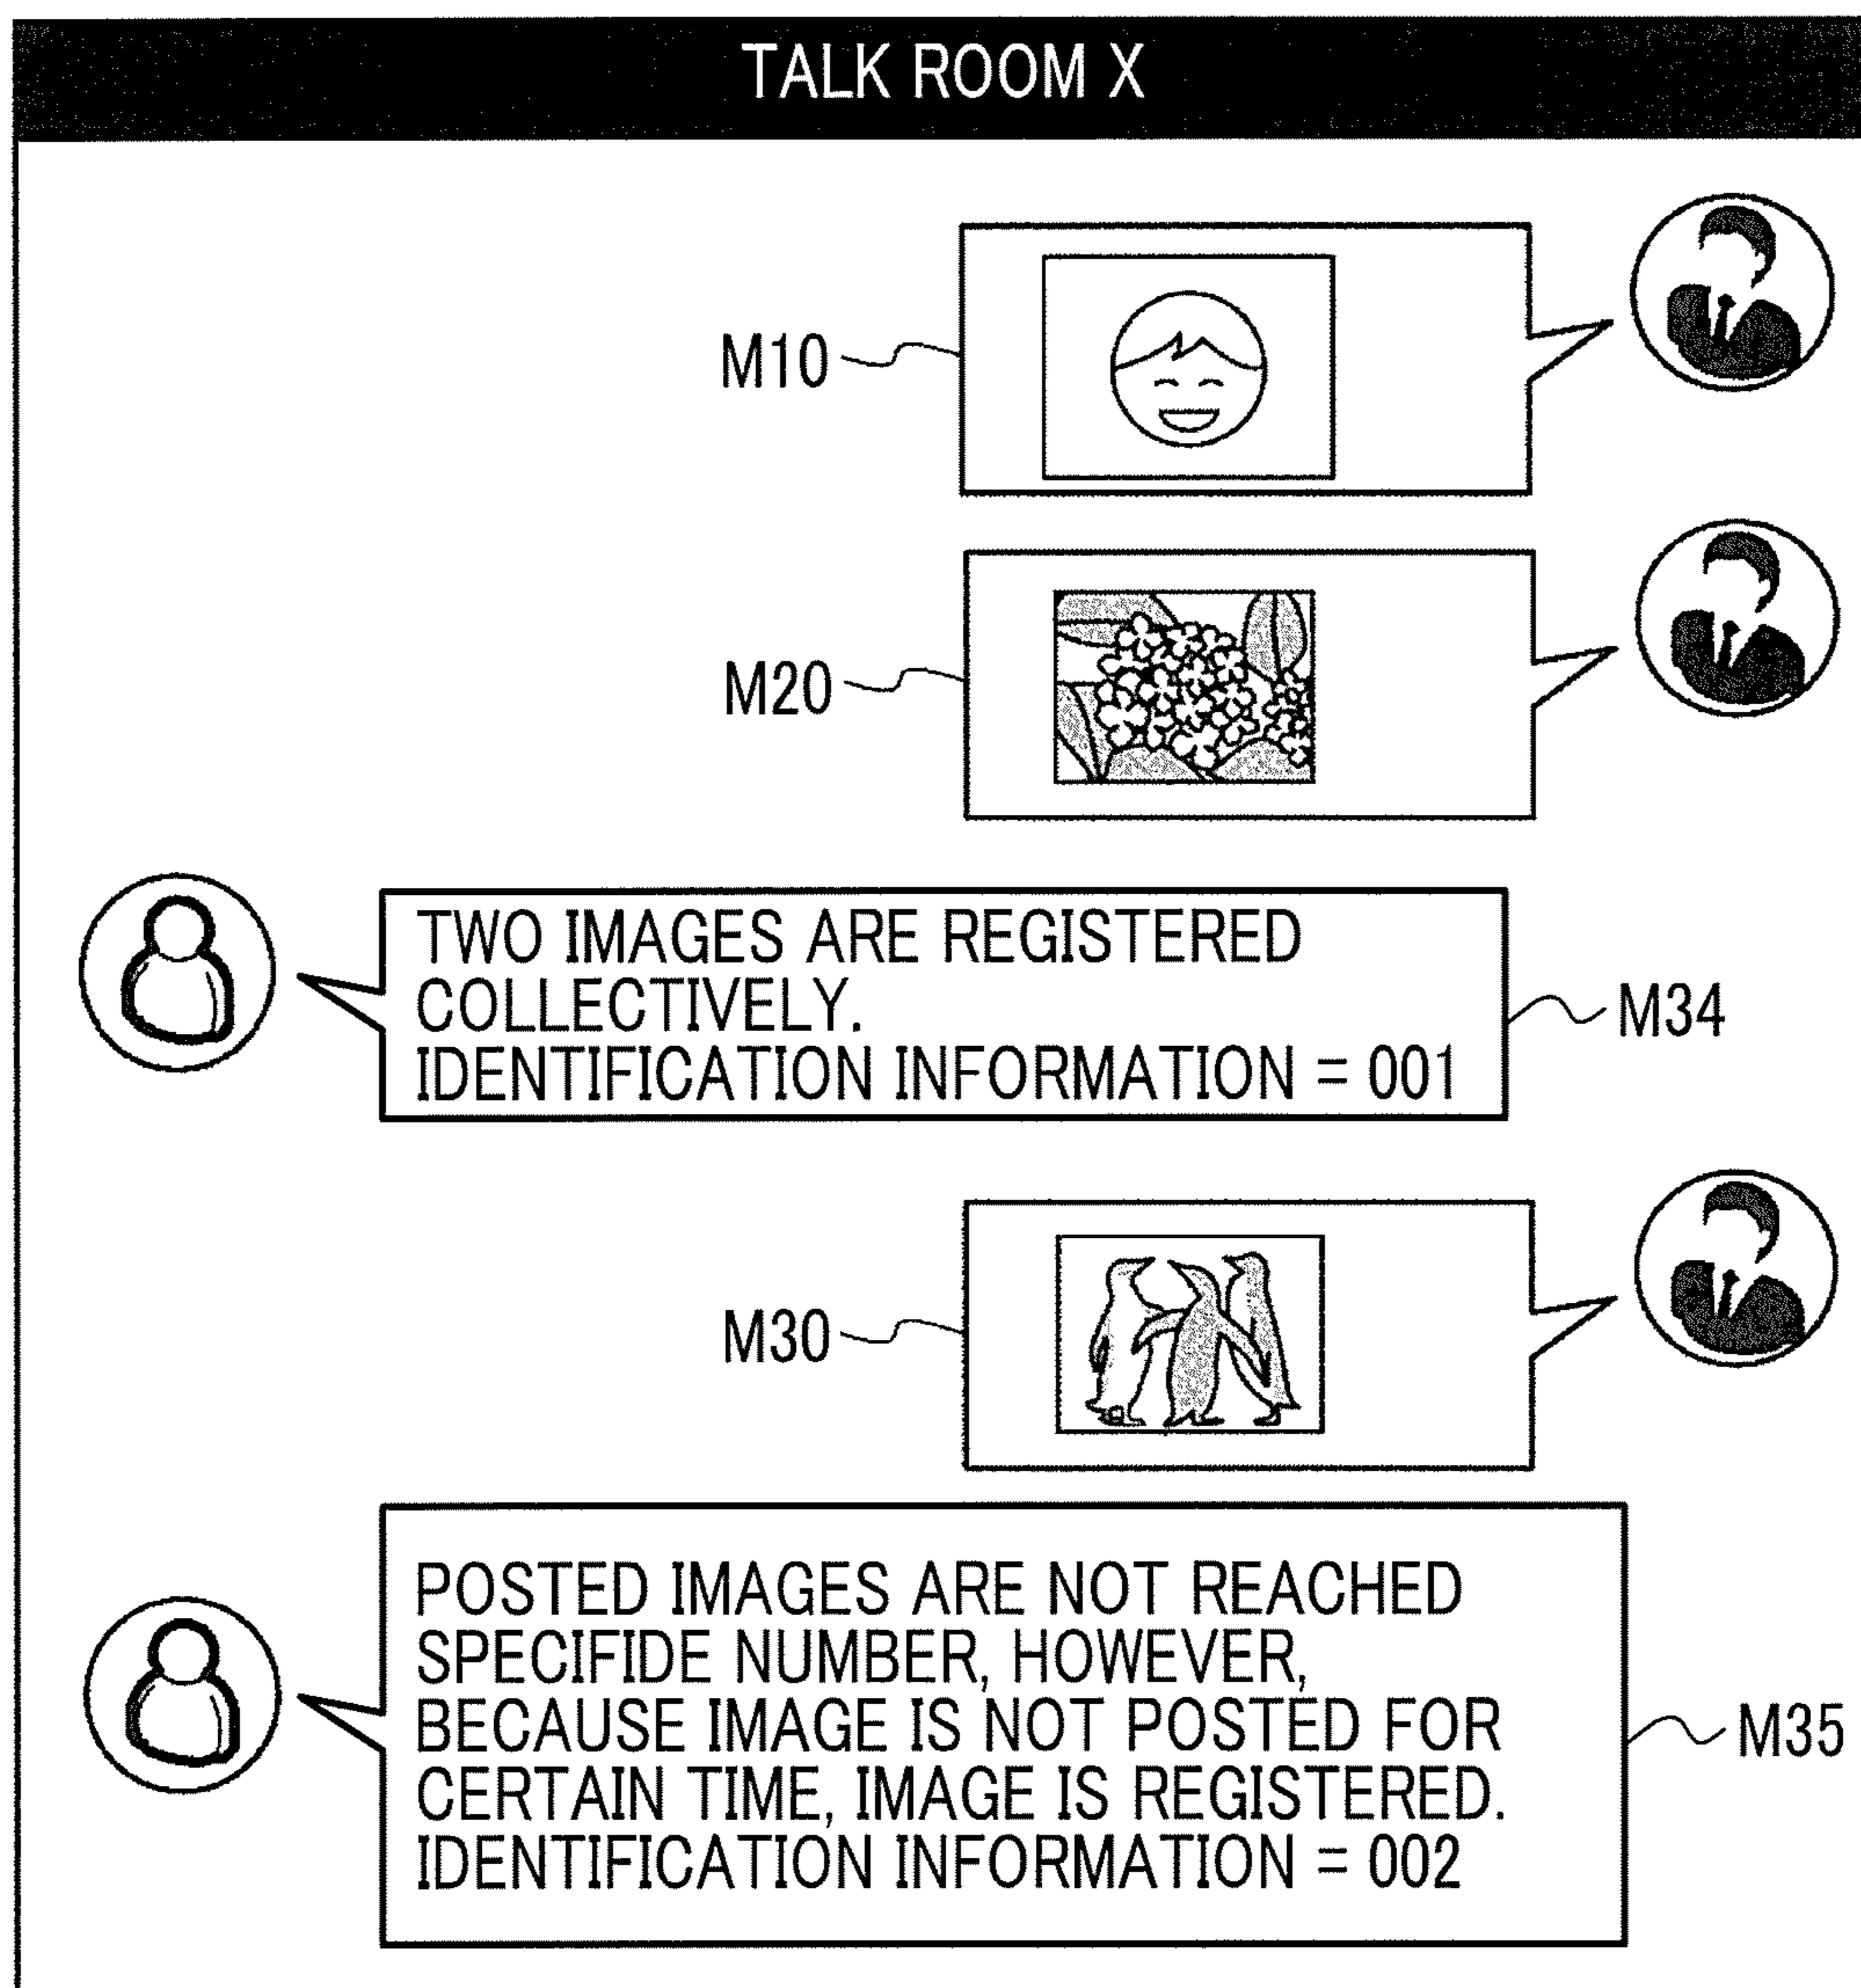 TALK ROOM X
M10
M20
TWO IMAGES ARE REGISTERED
COLLECTIVELY.
IDENTIFICATION INFORMATION = 001
M34
M30
POSTED IMAGES ARE NOT REACHED
SPECIFIDE NUMBER, HOWEVER,
BECAUSE IMAGE IS NOT POSTED FOR
CERTAIN TIME, IMAGE IS REGISTERED.
IDENTIFICATION INFORMATION = 002
M35